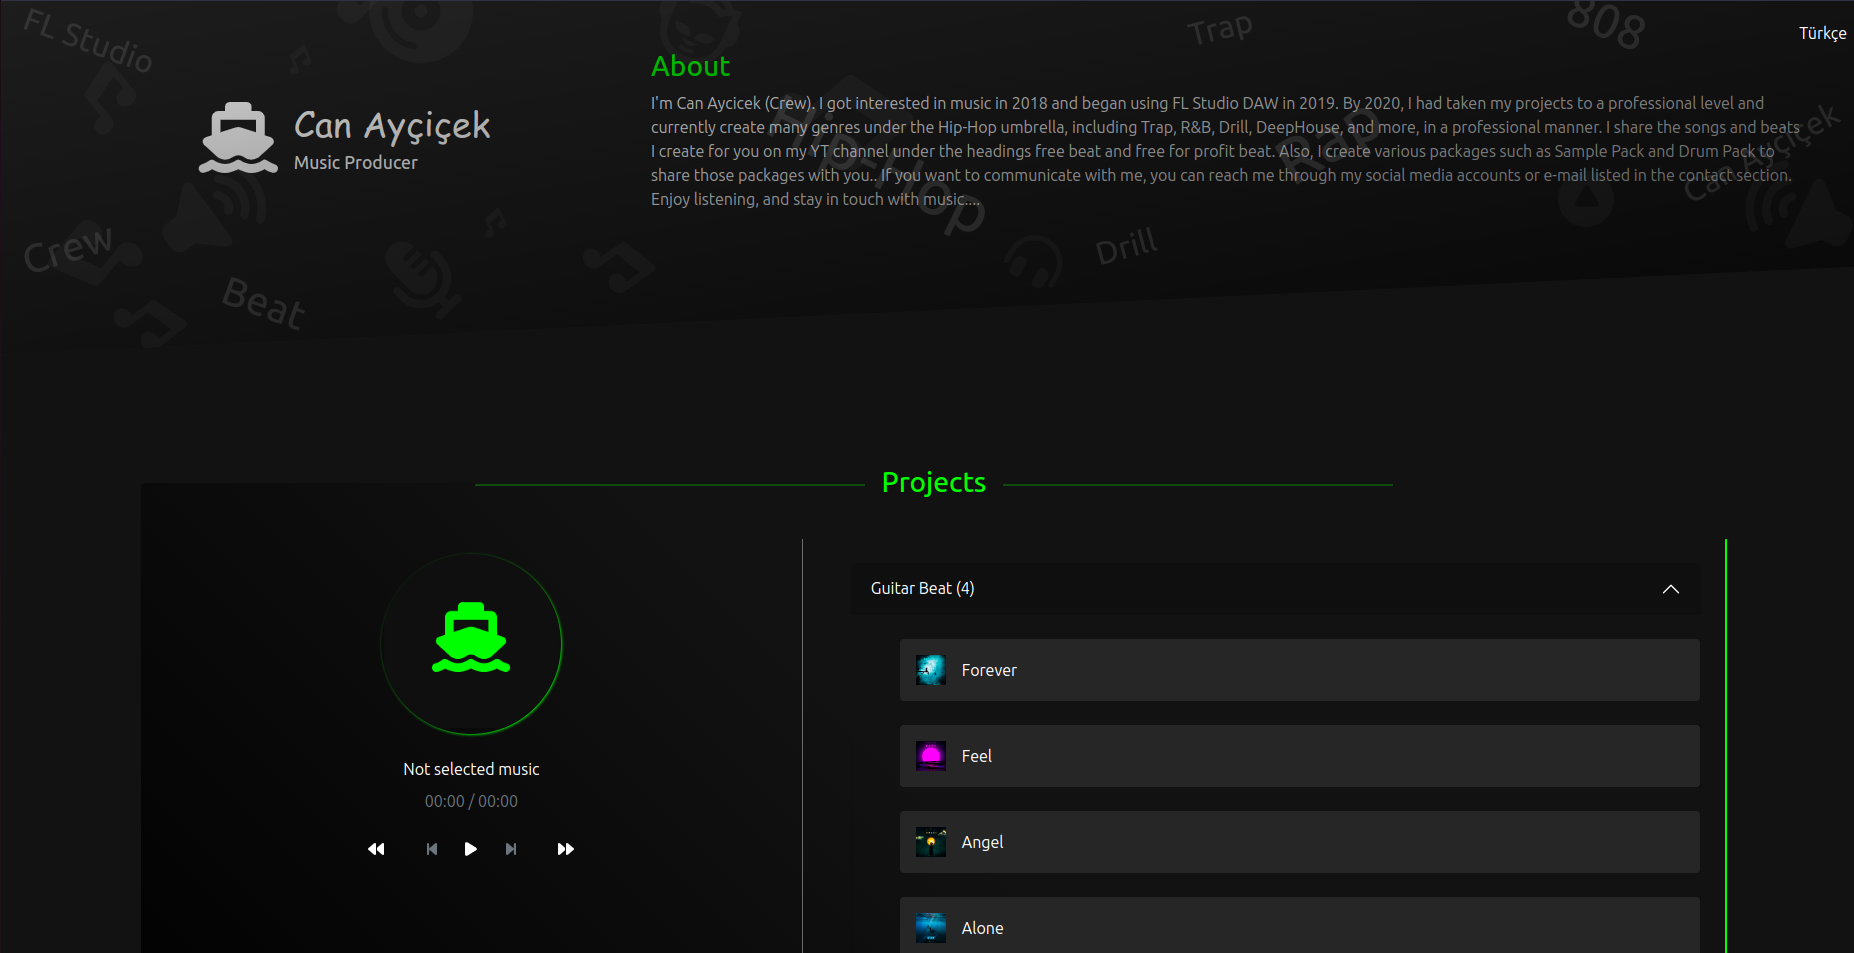 FL Studio
Trap
808
Türkçe
About
Can Ayçiçek
Music Producer
I'm Can Aycicek (Crew). I got interested in music in 2018 and began using FL Studio DAW in 2019. By 2020, I had taken my projects to a professional level and
currently create many genres under the Hip-Hop umbrella, including Trap, R&B, Drill, DeepHouse, and more, in a professional manner. I share the songs and beats
I create for you on my YT channel under the headings free beat and free for profit beat. Also, I create various packages such as Sample Pack and Drum Pack to
share those packages with you.. If you want to communicate with me, you can reach me through my social media accounts or e-mail listed in the contact section.
Enjoy listening, and stay in touch with music....
Hip-Hop
Rap
Can Ayçiçek
Crew
Drill
Beat
Projects
Guitar Beat (4)
Forever
Feel
Angel
Alone
Not selected music
00:00 / 00:00